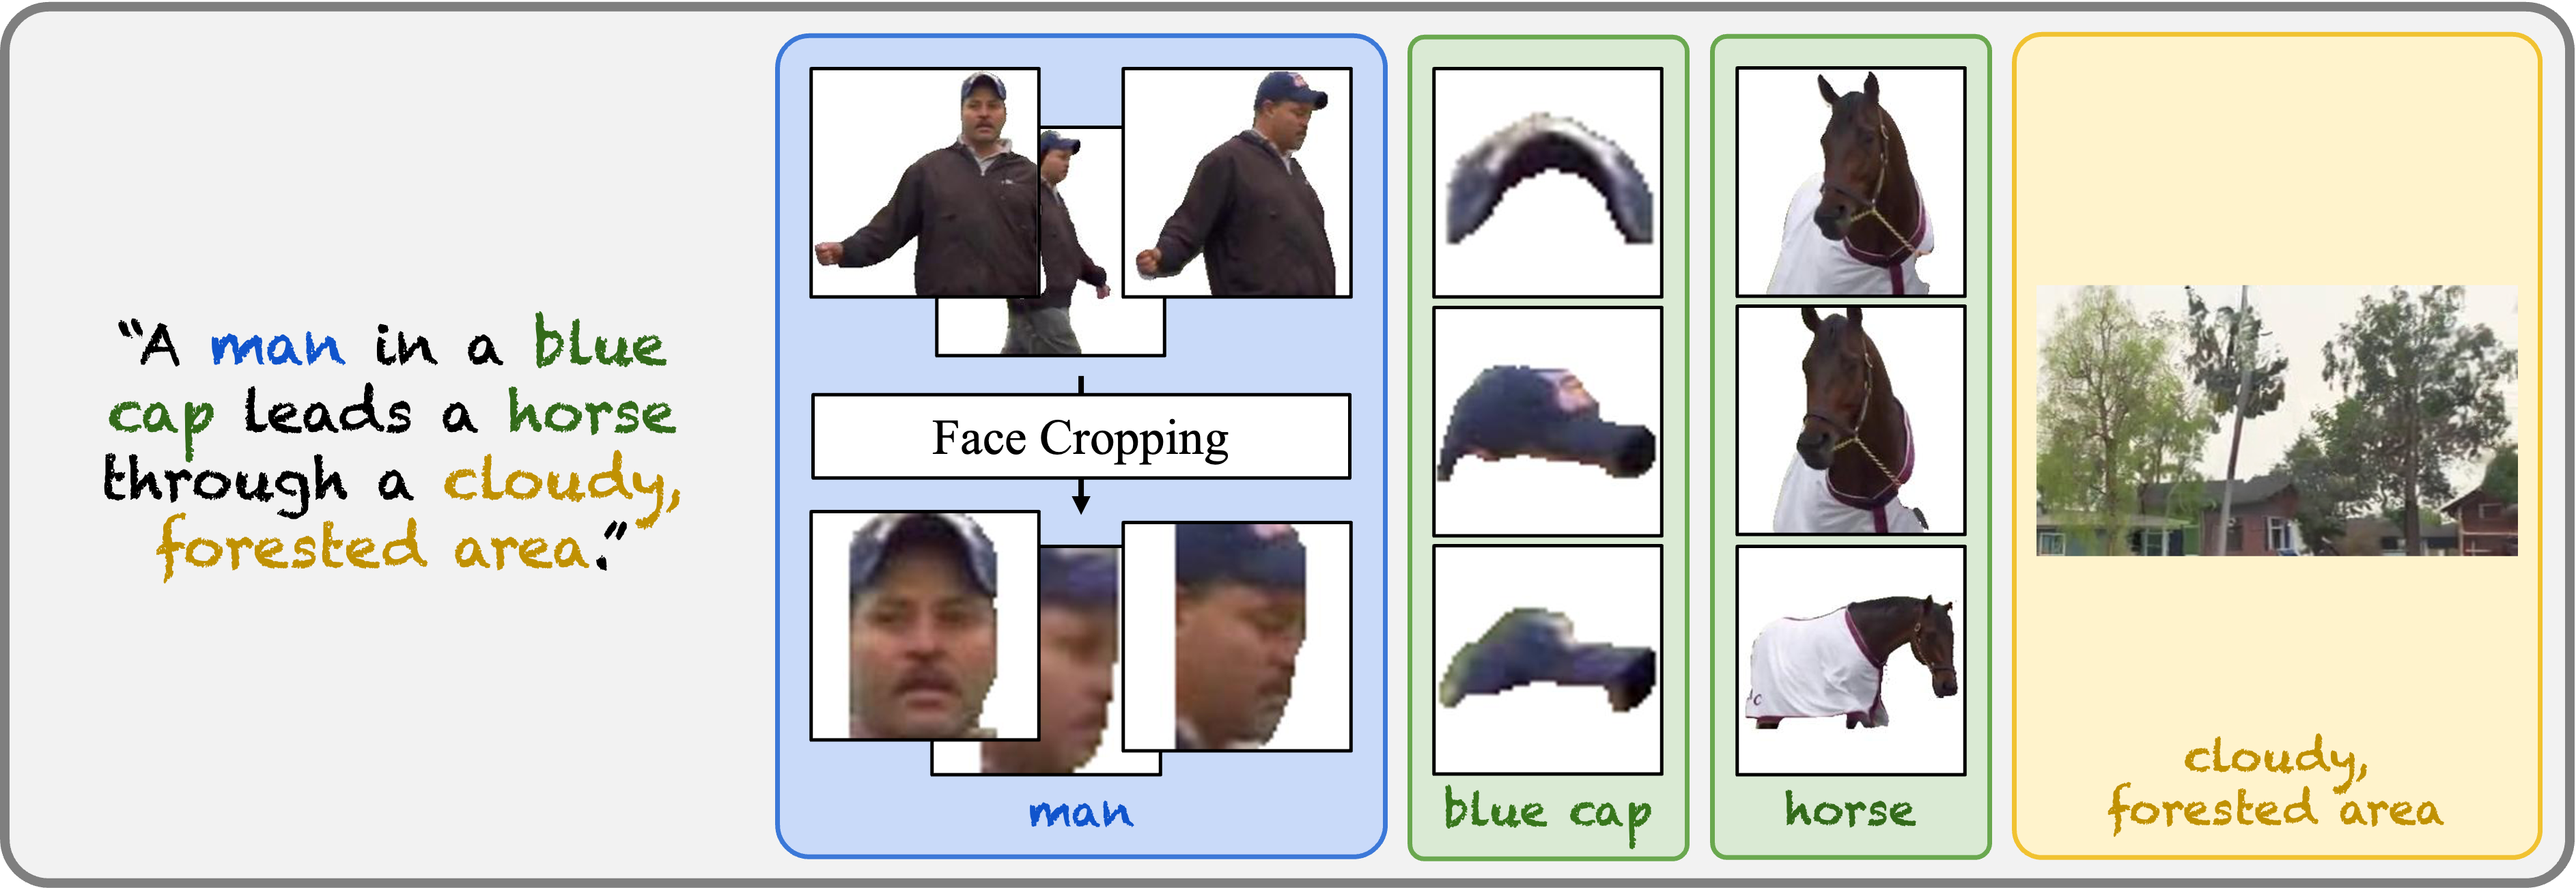 “A man in a blue
cap leads a horse
through a cloudy,
forested area.”
Face Cropping
man
blue cap
horse
cloudy,
forested area